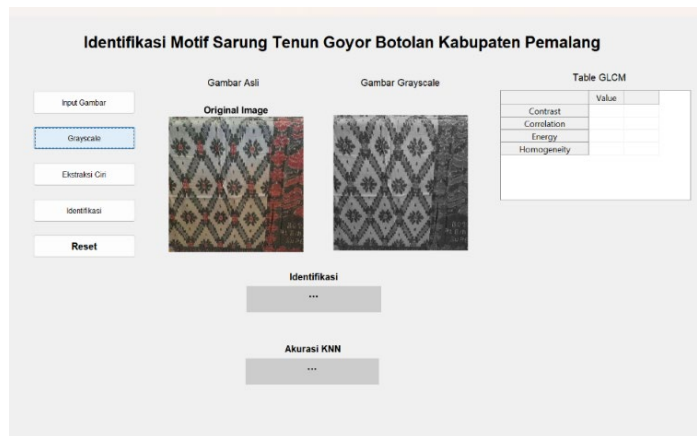 Identifikasi Motif Sarung Tenun Goyor Botolan Kabupaten Pemalang
Input Gambar
Grayscale
Ekstraksi Ciri
Identifikasi
Reset
Gambar Asli
Original Image
Gambar Grayscale
Table GLCM
Value
Contrast
Correlation
Energy
Homogeneity
Identifikasi
...
Akurasi KNN
...